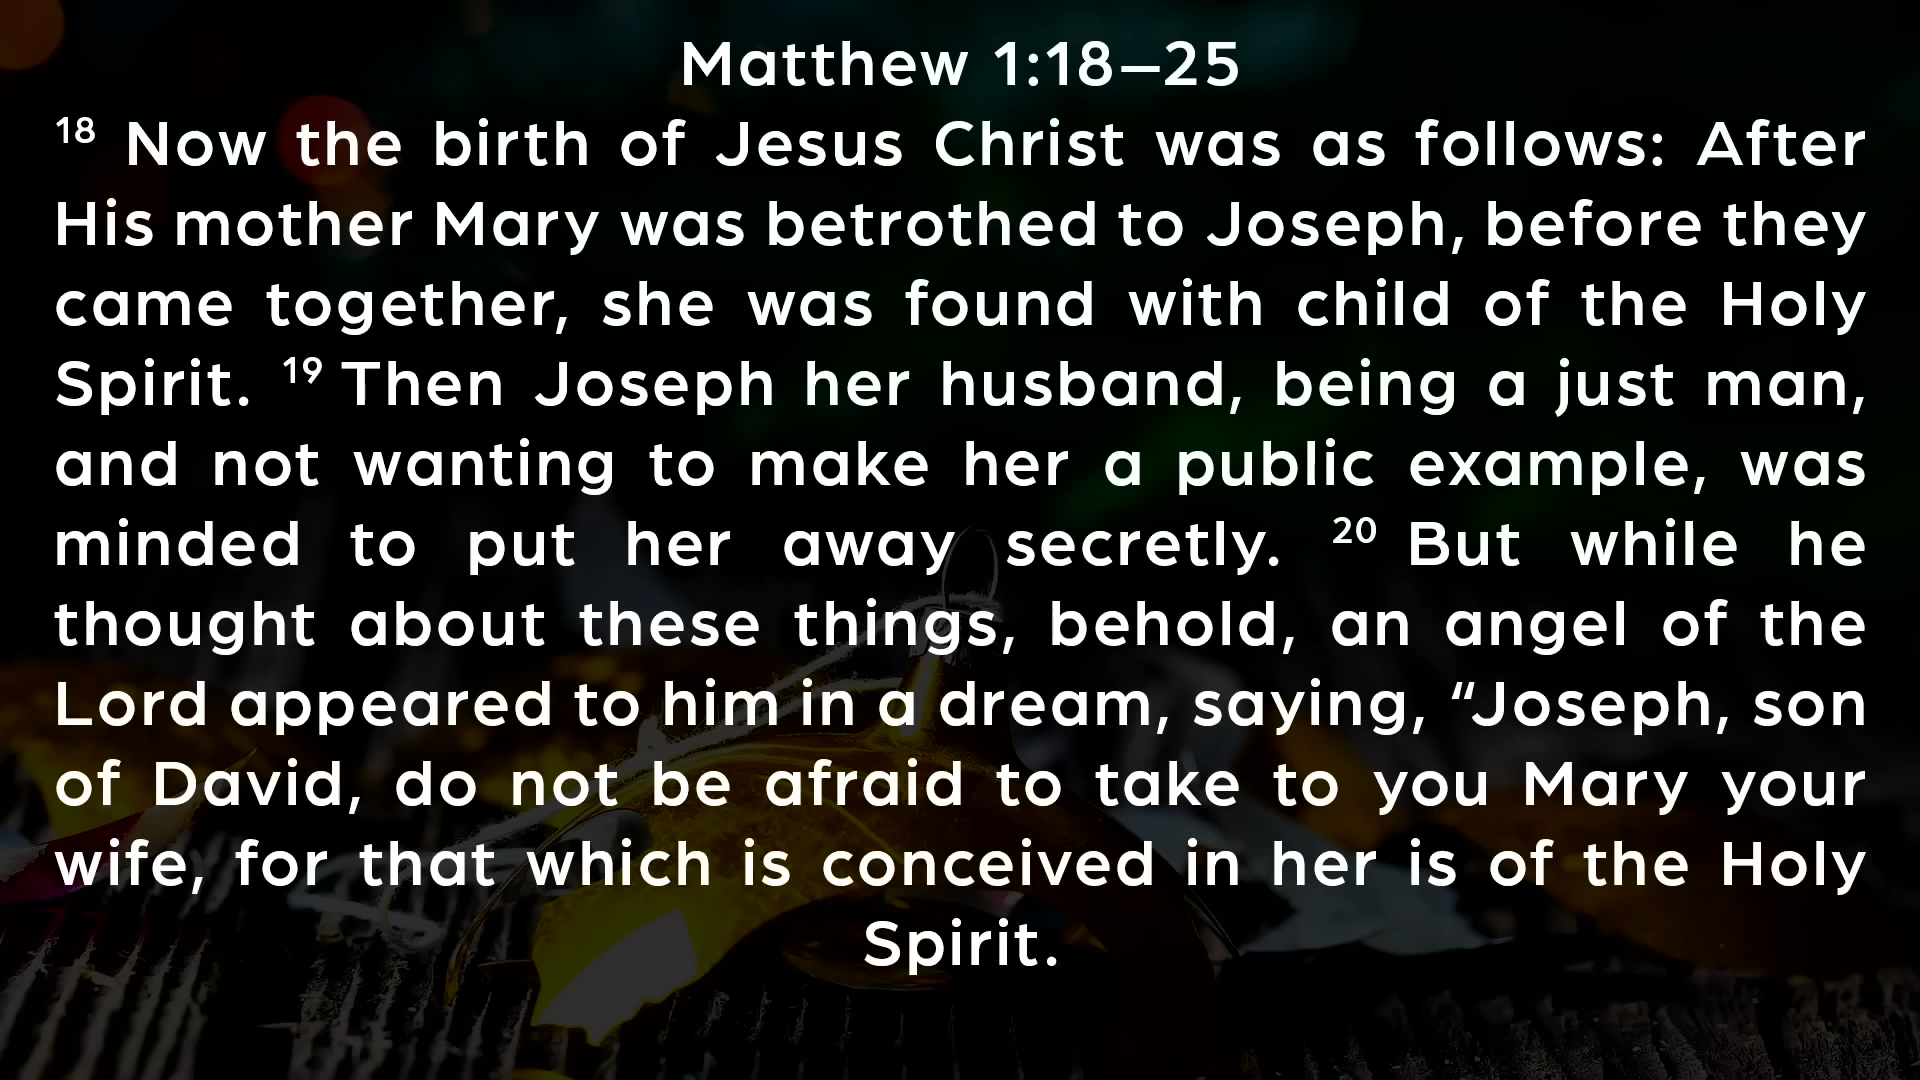 Matthew 1:18–25
18 Now the birth of Jesus Christ was as follows: After
His mother Mary was betrothed to Joseph, before they
came together, she was found with child of the Holy
Spirit. 19 Then Joseph her husband, being a just man,
and not wanting to make her a public example, was
minded to put her away secretly. 20 But while he
thought about these things, behold, an angel of the
Lord appeared to him in a dream, saying, “Joseph, son
of David, do not be afraid to take to you Mary your
wife, for that which is conceived in her is of the Holy
Spirit.